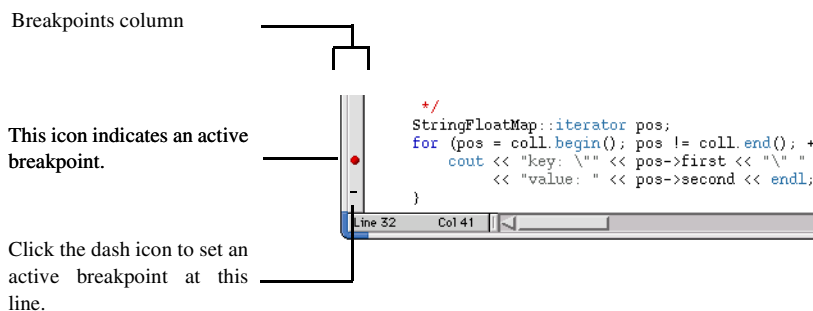 Breakpoints column
This icon indicates an active
breakpoint.
Click the dash icon to set an
active breakpoint at this
line.
*/
StringFloatMap::iterator pos;
for (pos = coll.begin(); pos != coll.end(); +
cout << "key: \"" << pos->first << "\" "
<< "value: " << pos->second << endl;
}
Line 32 Col 41